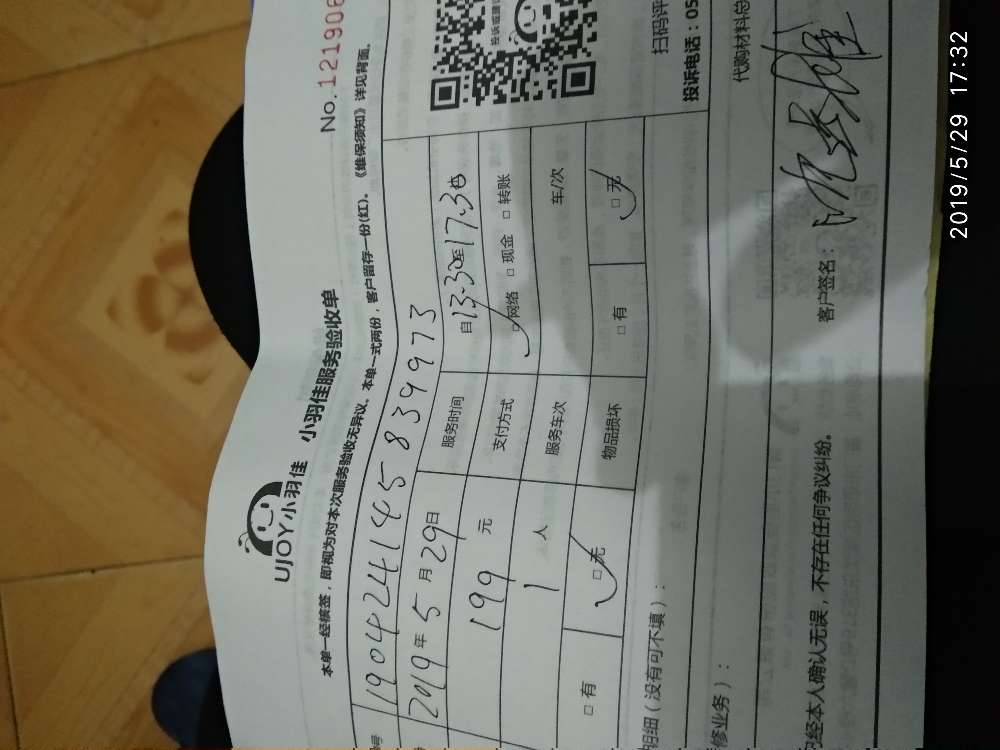 No.121906
UJOY小羽佳 小羽佳服务验收单
本单一经缤签，即视为对本次服务验收无异议。本单一式两份，客户留存一份(红)。《维保须知》详见背面。
190424145839973
2019年5月29日 服务时间 自13:30至17:30
199元 支付方式 □网络 □现金 □转账
1人 服务车次 车/次
□有 □无 物品损坏 □有 □无
扫码评
投诉电话：05
明细（没有可不填）：
代购材料总
修业务）：
已经本人确认无误，不存在任何争议纠纷。 客户签名：
2019/5/29 17:32